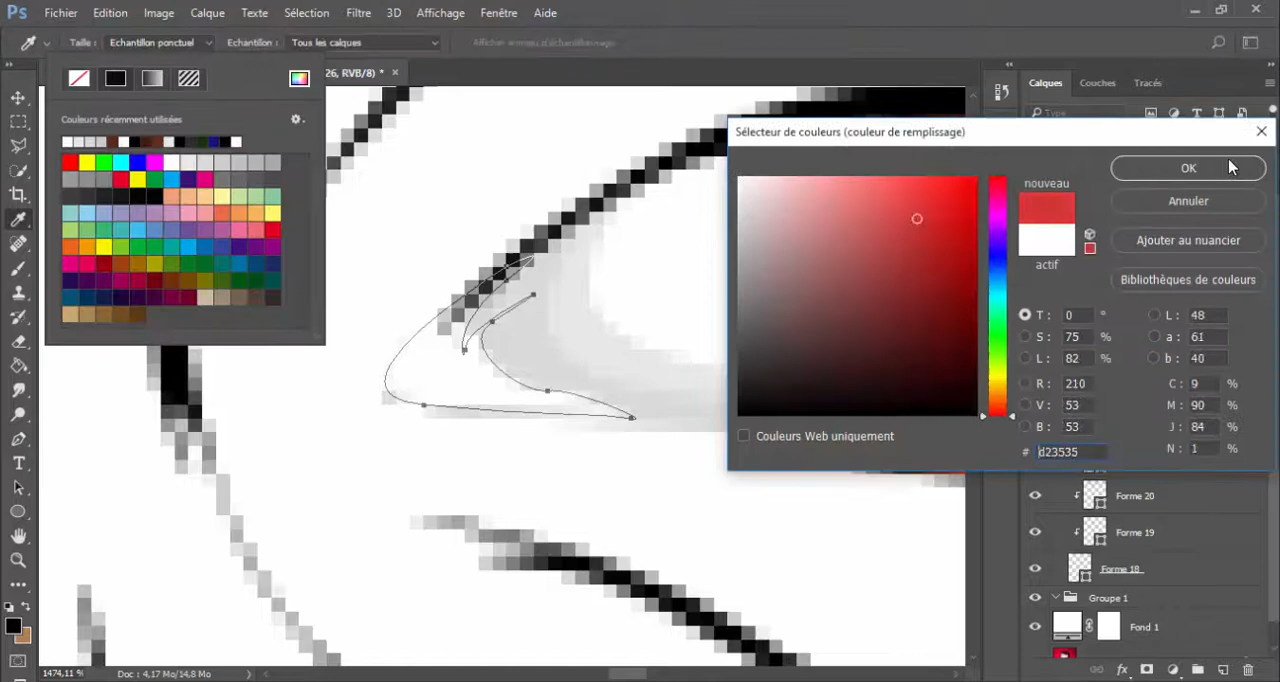 Ps Fichier Edition Image Calque Texte Sélection Filtre 3D Affichage Fenêtre Aide
Taille : Echantillon ponctuel Echantillon : Tous les calques
26, RVB/8) * ×
Calques Couches Tracés
Type
Couleurs récemment utilisées
Sélecteur de couleurs (couleur de remplissage)
nouveau
actif
OK
Annuler
Ajouter au nuancier
Bibliothèques de couleurs
T : 0 ° L : 48
S : 75 % a : 61
L : 82 % b : 40
R : 210 C : 9 %
V : 53 M : 90 %
B : 53 J : 84 %
# d23535 N : 1 %
Couleurs Web uniquement
Forme 20
Forme 19
Forme 18
Groupe 1
Fond 1
1474,11 % Doc : 4,17 Mo/14,8 Mo
fx